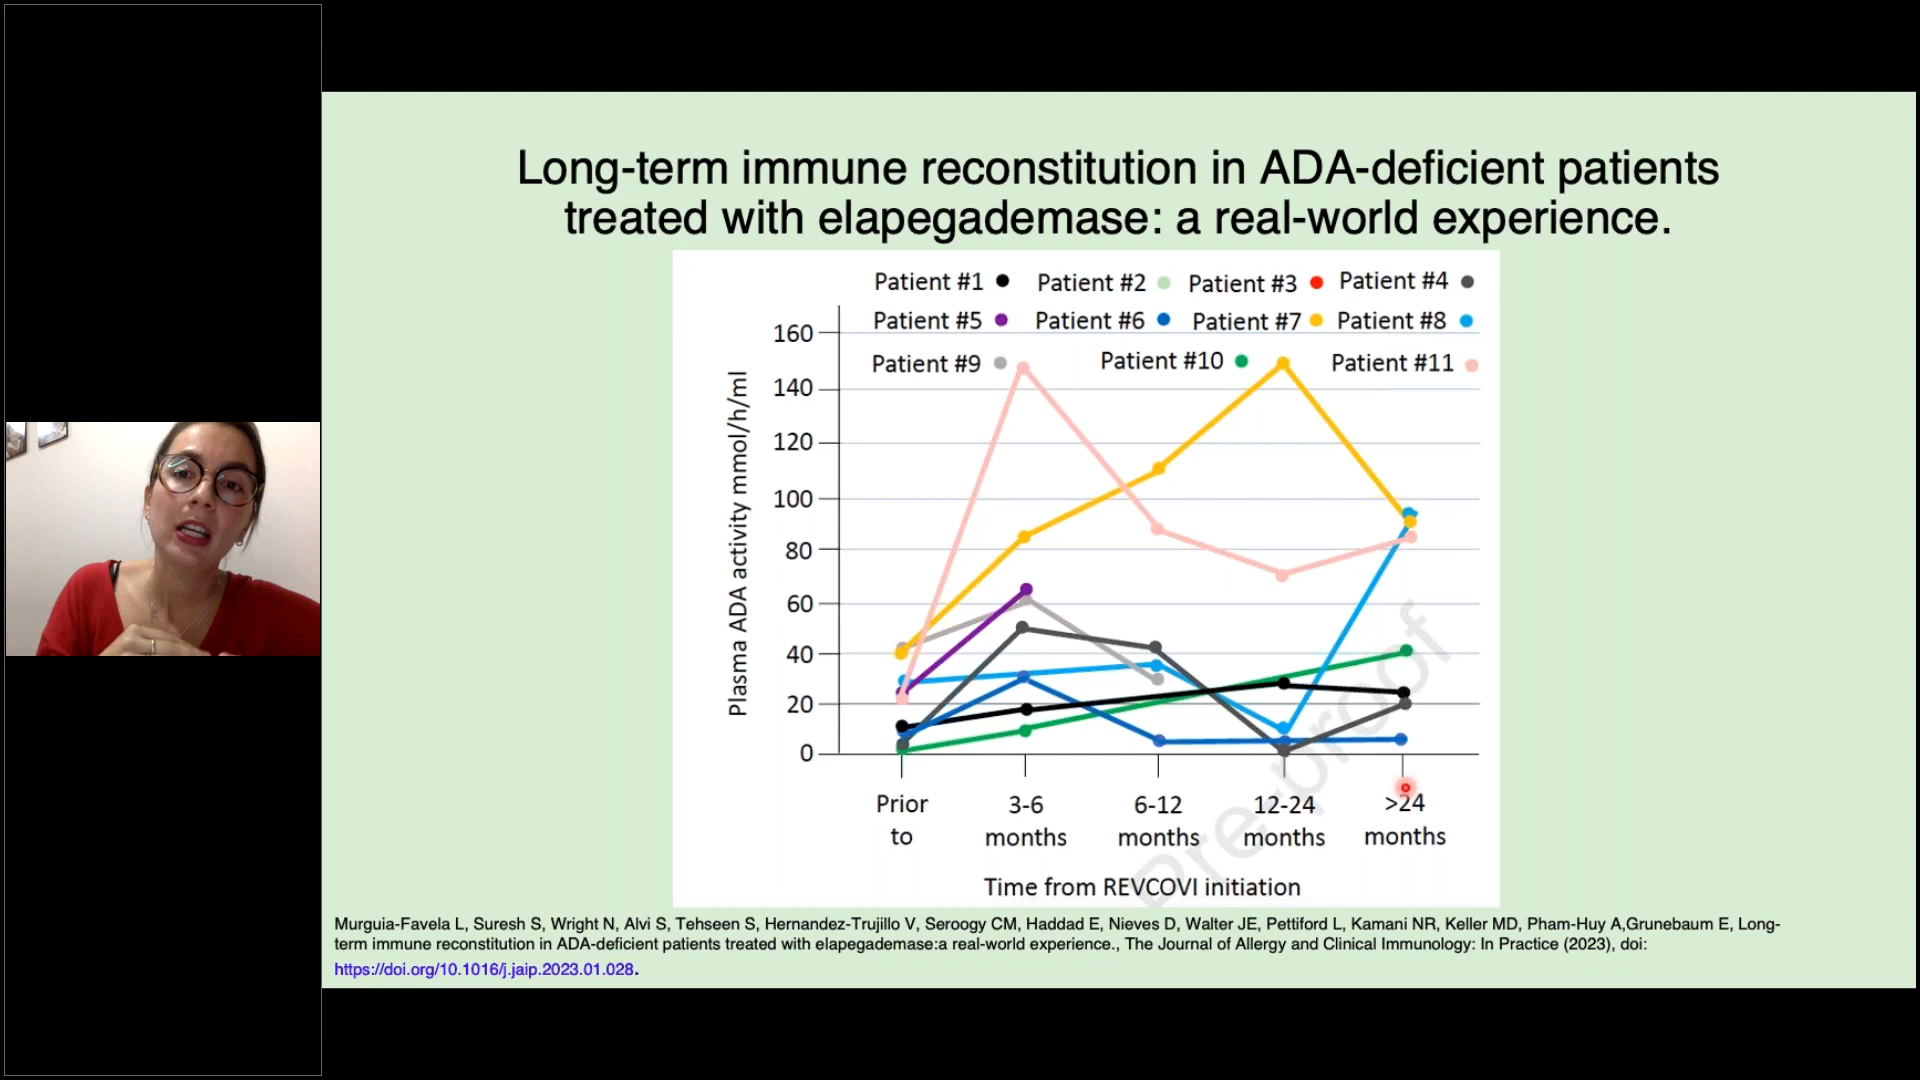 Long-term immune reconstitution in ADA-deficient patients
treated with elapegademase: a real-world experience.
Patient #1 Patient #2 Patient #3 Patient #4
Patient #5 Patient #6 Patient #7 Patient #8
Patient #9 Patient #10 Patient #11
Plasma ADA activity mmol/h/ml
160
140
120
100
80
60
40
20
0
Prior to
3-6 months
6-12 months
12-24 months
>24 months
Time from REVCOVI initiation
Pre-proof
Murguia-Favela L, Suresh S, Wright N, Alvi S, Tehseen S, Hernandez-Trujillo V, Seroogy CM, Haddad E, Nieves D, Walter JE, Pettiford L, Kamani NR, Keller MD, Pham-Huy A,Grunebaum E, Long-
term immune reconstitution in ADA-deficient patients treated with elapegademase:a real-world experience., The Journal of Allergy and Clinical Immunology: In Practice (2023), doi:
https://doi.org/10.1016/j.jaip.2023.01.028.